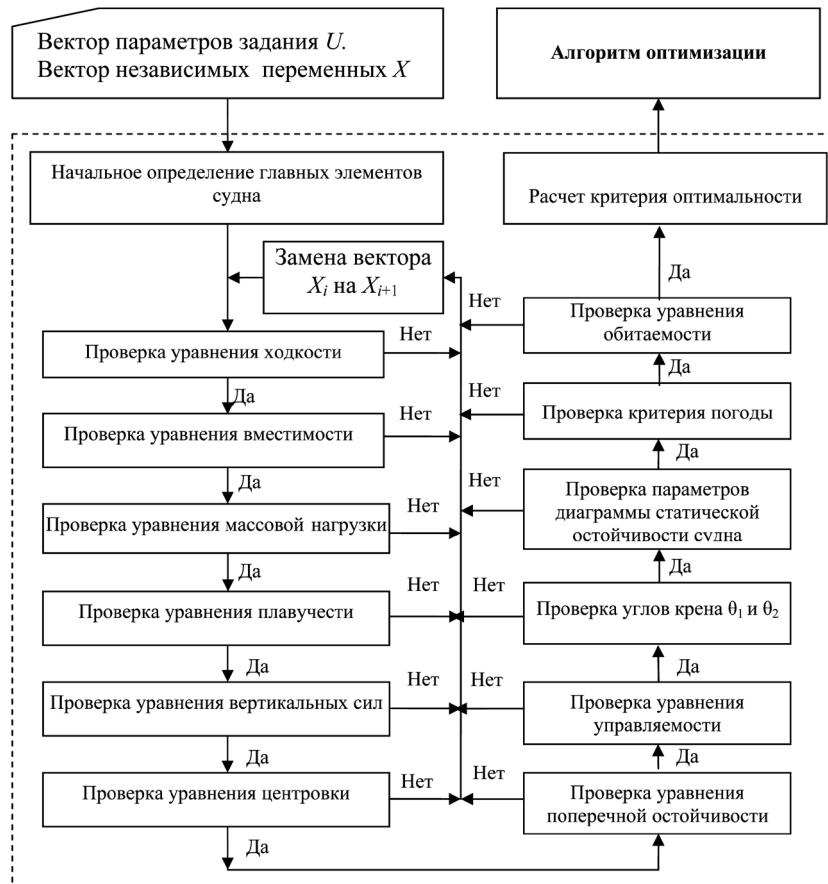 Вектор параметров задания U.
Вектор независимых переменных X
Алгоритм оптимизации
Начальное определение главных элементов
судна
Расчет критерия оптимальности
Замена вектора
Xi на Xi+1
Да
Нет
Проверка уравнения
обитаемости
Проверка уравнения ходкости
Нет
Да
Да
Нет
Проверка критерия погоды
Проверка уравнения вместимости
Нет
Да
Да
Нет
Проверка параметров
диаграммы статической
остойчивости судна
Проверка уравнения массовой нагрузки
Нет
Да
Да
Проверка уравнения плавучести
Нет
Нет
Проверка углов крена θ1 и θ2
Да
Да
Проверка уравнения вертикальных сил
Нет
Нет
Проверка уравнения
управляемости
Да
Да
Проверка уравнения центровки
Нет
Нет
Проверка уравнения
поперечной остойчивости
Да